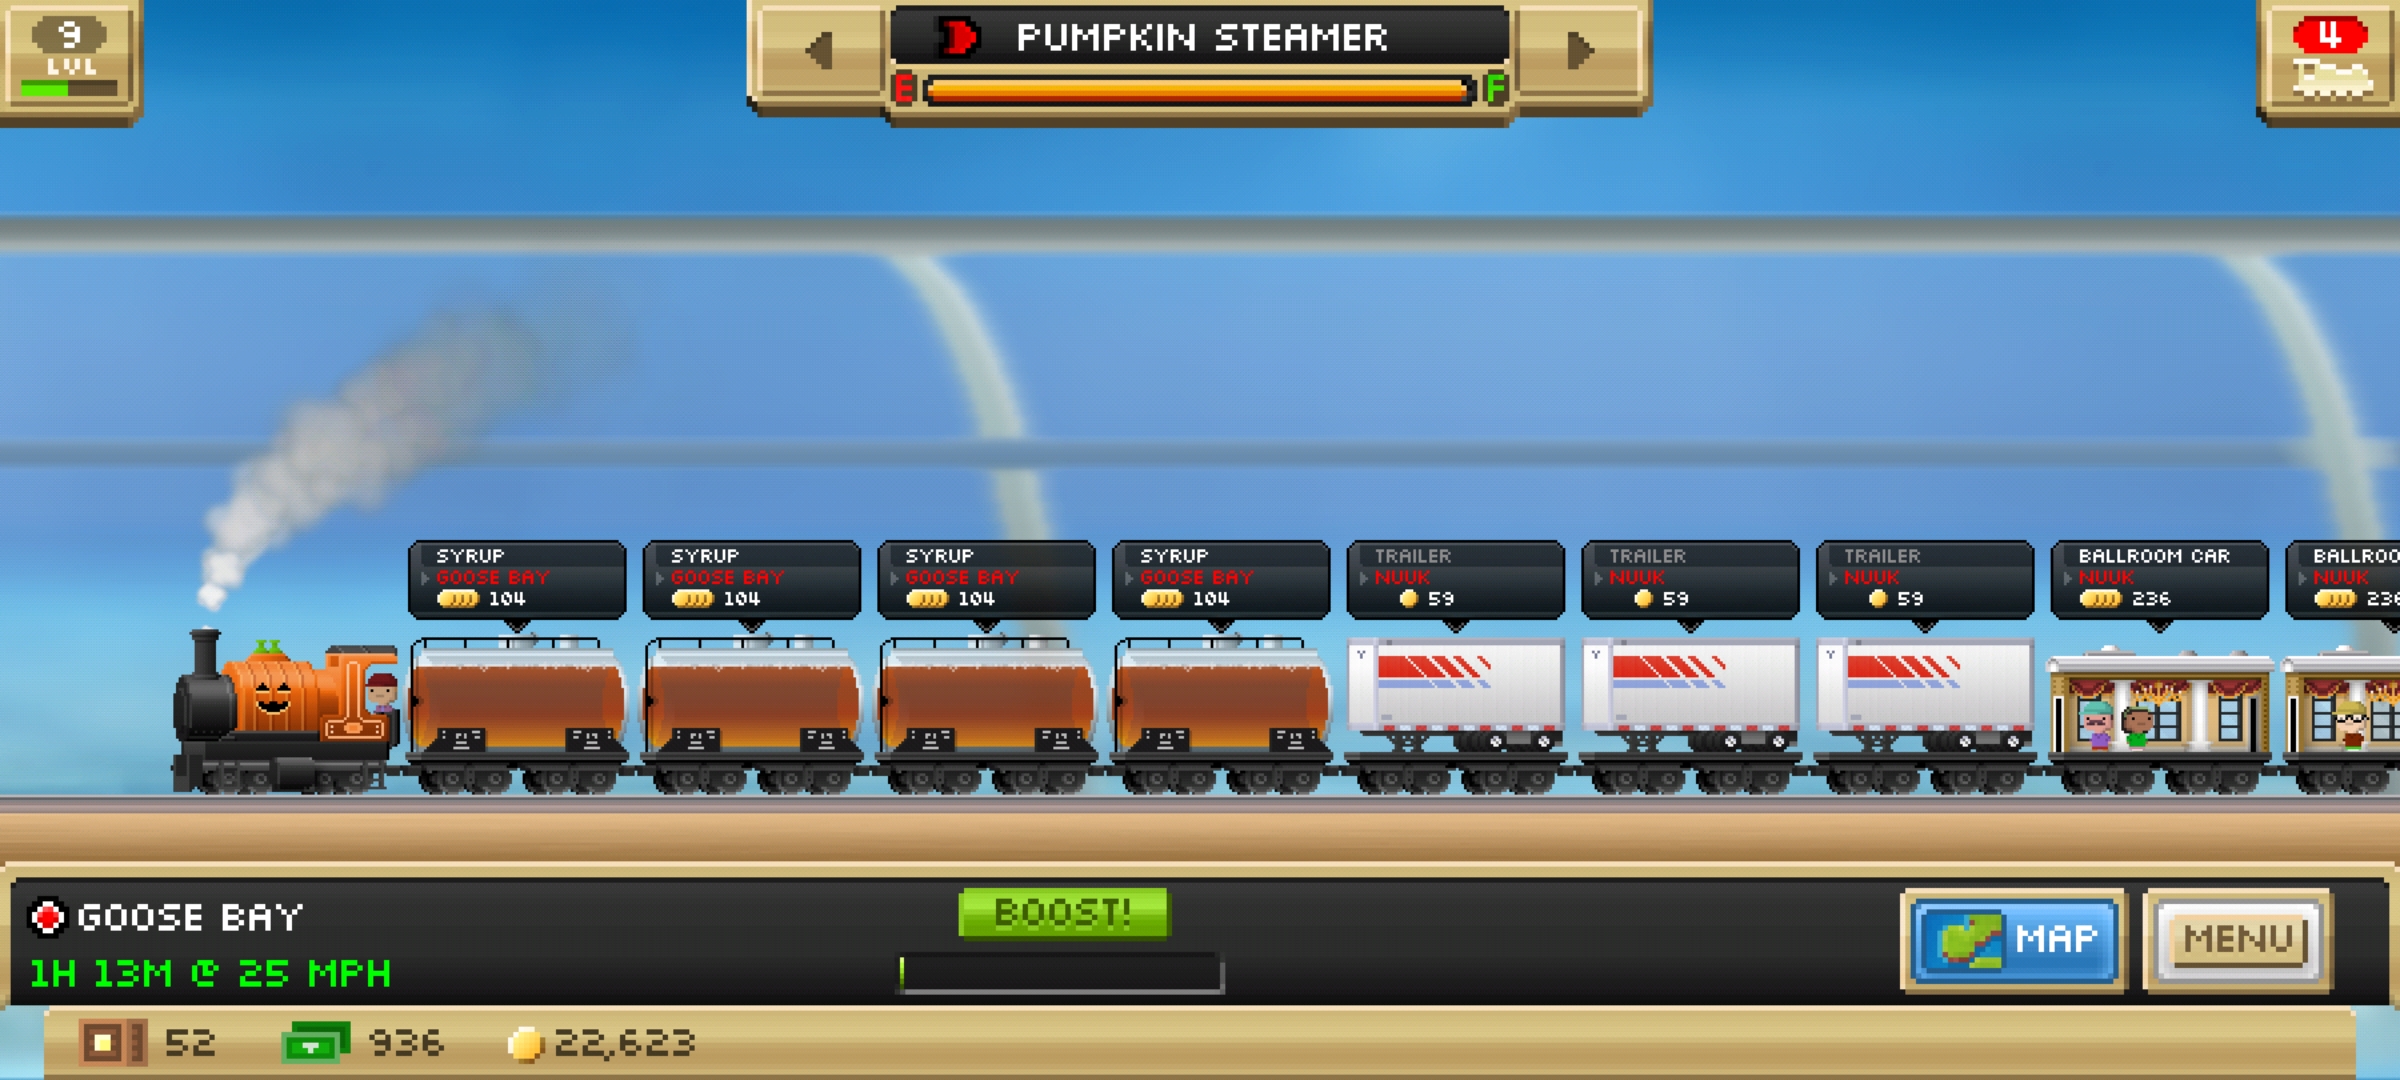 9
LVL
PUMPKIN STEAMER
E F
4
SYRUP
GOOSE BAY
104
SYRUP
GOOSE BAY
104
SYRUP
GOOSE BAY
104
SYRUP
GOOSE BAY
104
TRAILER
NUUK
59
TRAILER
NUUK
59
TRAILER
NUUK
59
BALLROOM CAR
NUUK
236
BALLROO
NUUK
236
GOOSE BAY
1H 13M @ 25 MPH
BOOST!
MAP
MENU
52
936
22,623